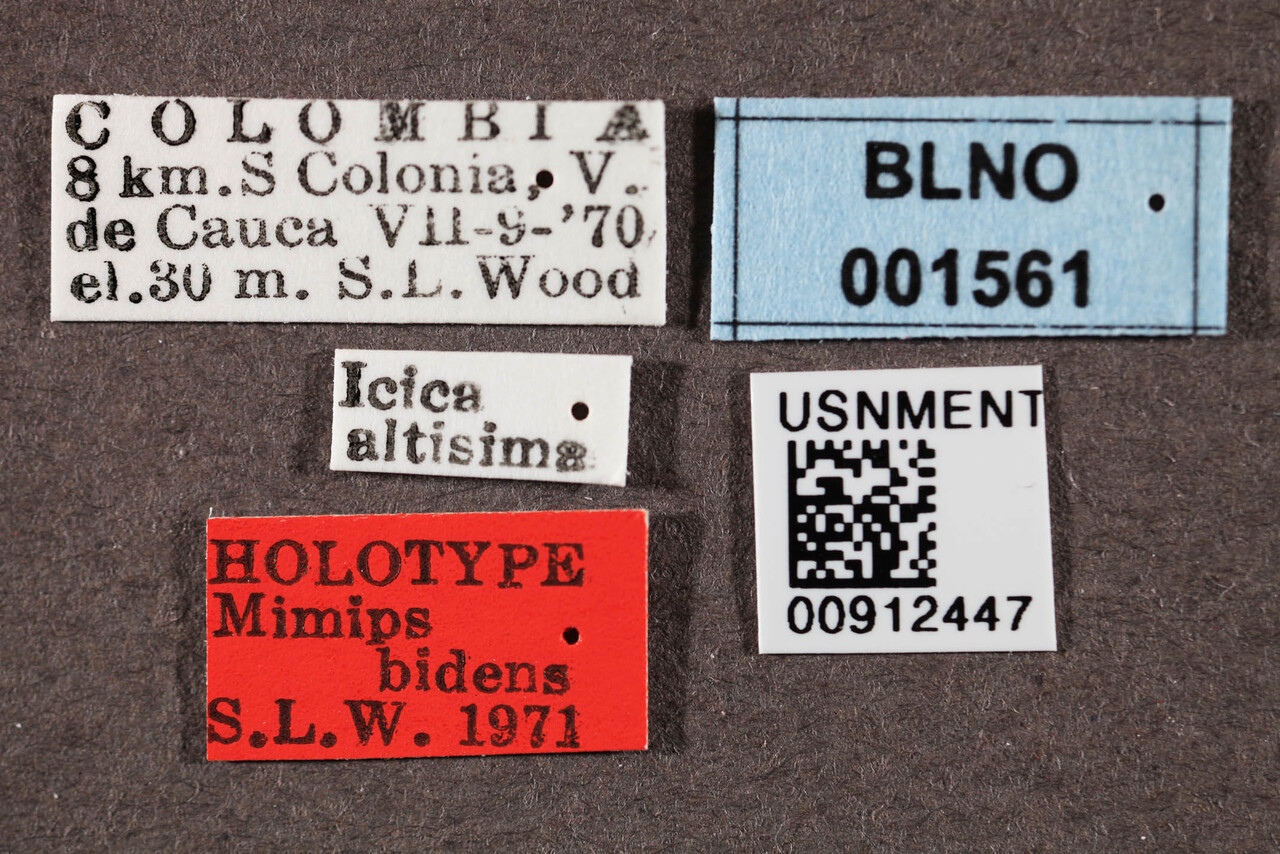 COLOMBIA
8 km.S Colonia, V.
de Cauca VII-9-'70
el.30 m. S.L.Wood
BLNO
001561
Icica
altisima
USNMENT
00912447
HOLOTYPE
Mimips
bidens
S.L.W. 1971